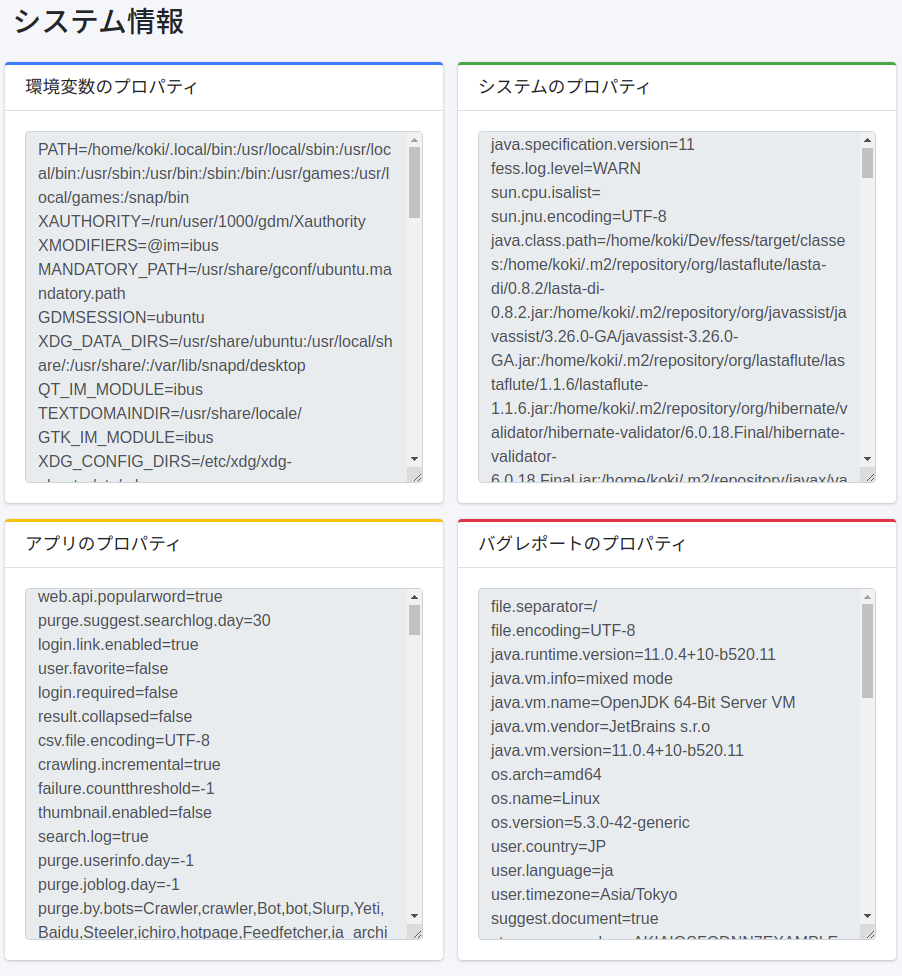 システム情報
環境変数のプロパティ
PATH=/home/koki/.local/bin:/usr/local/sbin:/usr/loc
al/bin:/usr/sbin:/usr/bin:/sbin:/bin:/usr/games:/usr/l
ocal/games:/snap/bin
XAUTHORITY=/run/user/1000/gdm/Xauthority
XMODIFIERS=@im=ibus
MANDATORY_PATH=/usr/share/gconf/ubuntu.ma
ndatory.path
GDMSESSION=ubuntu
XDG_DATA_DIRS=/usr/share/ubuntu:/usr/local/sh
are/:/usr/share/:/var/lib/snapd/desktop
QT_IM_MODULE=ibus
TEXTDOMAINDIR=/usr/share/locale/
GTK_IM_MODULE=ibus
XDG_CONFIG_DIRS=/etc/xdg/xdg-
システムのプロパティ
java.specification.version=11
fess.log.level=WARN
sun.cpu.isalist=
sun.jnu.encoding=UTF-8
java.class.path=/home/koki/Dev/fess/target/classe
s:/home/koki/.m2/repository/org/lastaflute/lasta-
di/0.8.2/lasta-di-
0.8.2.jar:/home/koki/.m2/repository/org/javassist/ja
vassist/3.26.0-GA/javassist-3.26.0-
GA.jar:/home/koki/.m2/repository/org/lastaflute/las
taflute/1.1.6/lastaflute-
1.1.6.jar:/home/koki/.m2/repository/org/hibernate/v
alidator/hibernate-validator/6.0.18.Final/hibernate-
validator-
6.0.18.Final.jar:/home/koki/.m2/repository/javax/va
アプリのプロパティ
web.api.popularword=true
purge.suggest.searchlog.day=30
login.link.enabled=true
user.favorite=false
login.required=false
result.collapsed=false
csv.file.encoding=UTF-8
crawling.incremental=true
failure.countthreshold=-1
thumbnail.enabled=false
search.log=true
purge.userinfo.day=-1
purge.joblog.day=-1
purge.by.bots=Crawler,crawler,Bot,bot,Slurp,Yeti,
Baidu,Steeler,ichiro,hotpage,Feedfetcher,ia_archi
バグレポートのプロパティ
file.separator=/
file.encoding=UTF-8
java.runtime.version=11.0.4+10-b520.11
java.vm.info=mixed mode
java.vm.name=OpenJDK 64-Bit Server VM
java.vm.vendor=JetBrains s.r.o
java.vm.version=11.0.4+10-b520.11
os.arch=amd64
os.name=Linux
os.version=5.3.0-42-generic
user.country=JP
user.language=ja
user.timezone=Asia/Tokyo
suggest.document=true